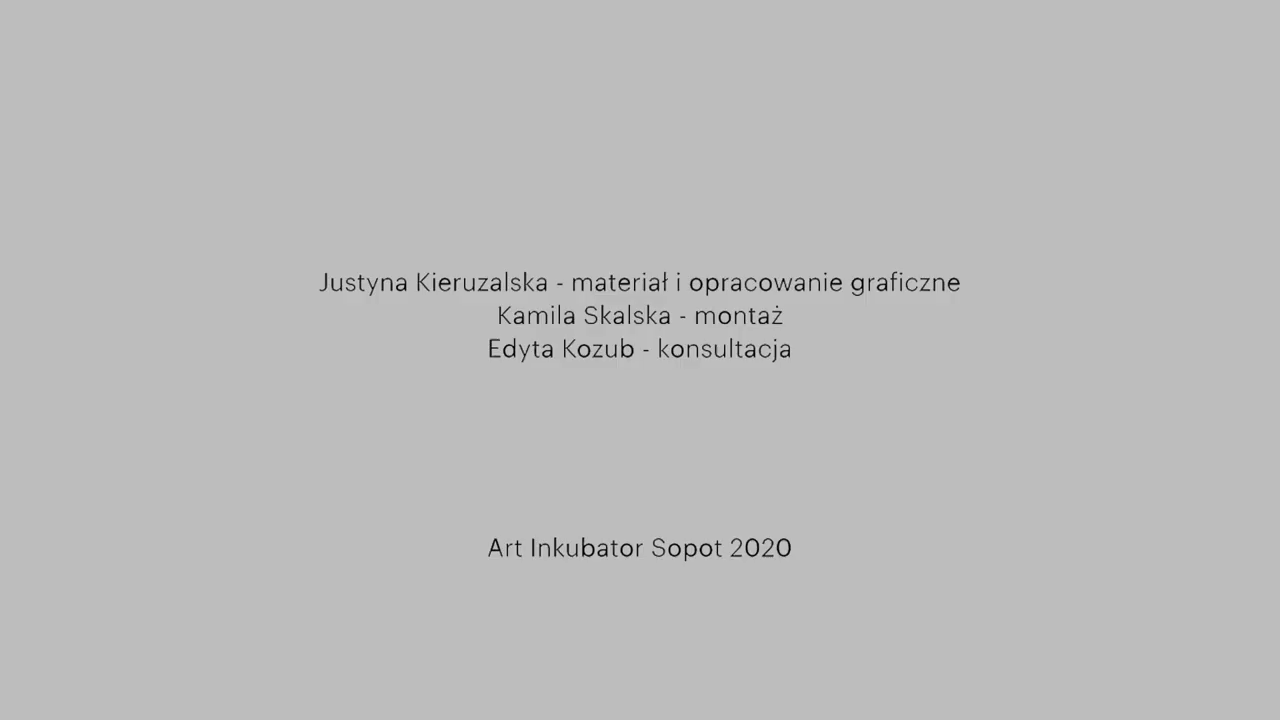 Justyna Kieruzalska - materiał i opracowanie graficzne
Kamila Skalska - montaż
Edyta Kozub - konsultacja
Art Inkubator Sopot 2020